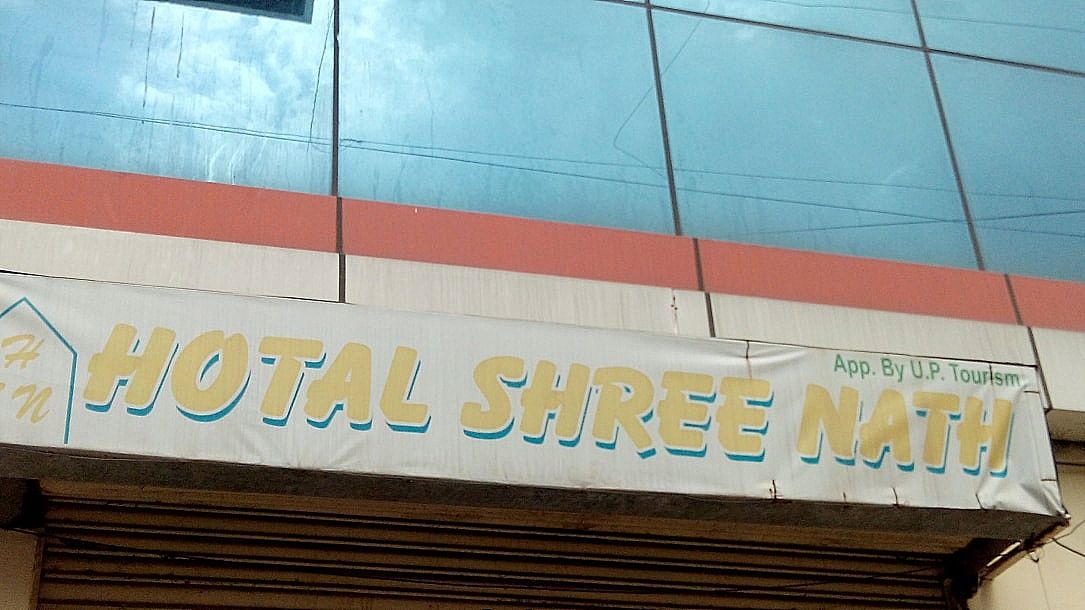 App. By U.P. Tourism
HOTAL SHREE NATH
H
N